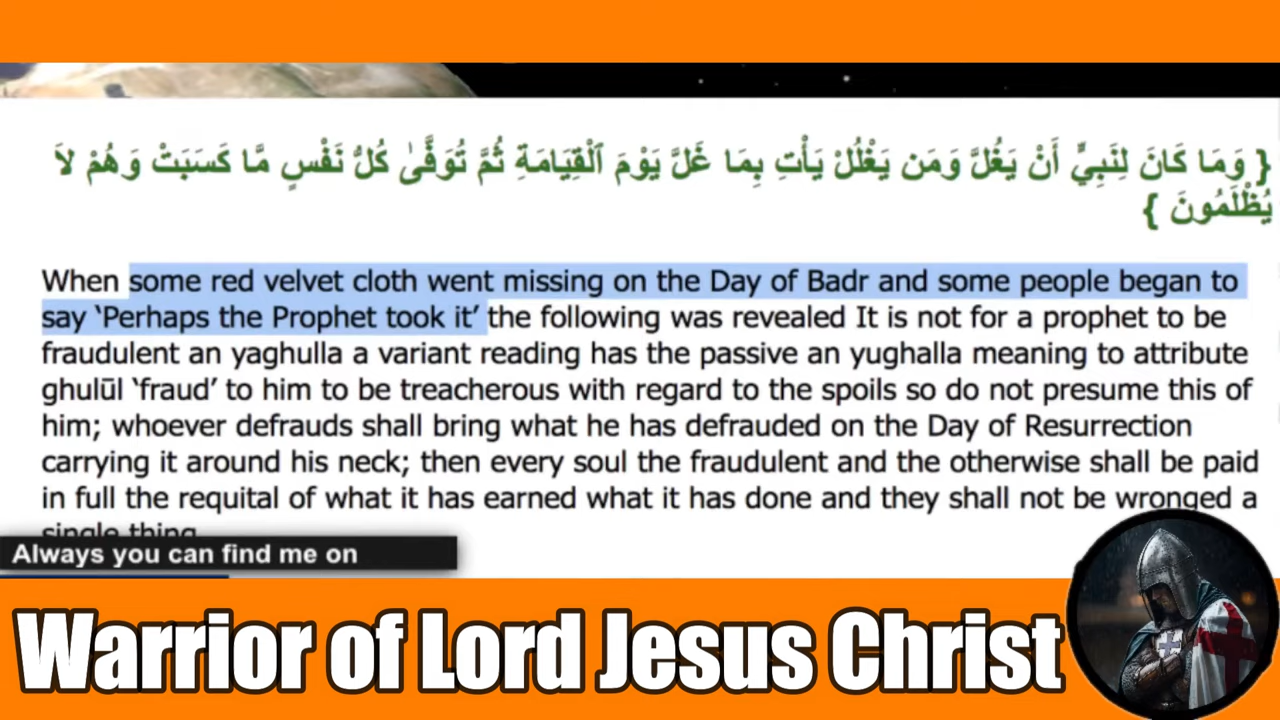 { وَمَا كَانَ لِنَبِيٍّ أَنْ يَغُلَّ وَمَن يَغْلُلْ يَأْتِ بِمَا غَلَّ يَوْمَ ٱلْقِيَامَةِ ثُمَّ تُوَفَّىٰ كُلُّ نَفْسٍ مَّا كَسَبَتْ وَهُمْ لاَ
يُظْلَمُونَ }
When some red velvet cloth went missing on the Day of Badr and some people began to
say ‘Perhaps the Prophet took it’ the following was revealed It is not for a prophet to be
fraudulent an yaghulla a variant reading has the passive an yughalla meaning to attribute
ghulūl ‘fraud’ to him to be treacherous with regard to the spoils so do not presume this of
him; whoever defrauds shall bring what he has defrauded on the Day of Resurrection
carrying it around his neck; then every soul the fraudulent and the otherwise shall be paid
in full the requital of what it has earned what it has done and they shall not be wronged a
single thing
Always you can find me on
Warrior of Lord Jesus Christ